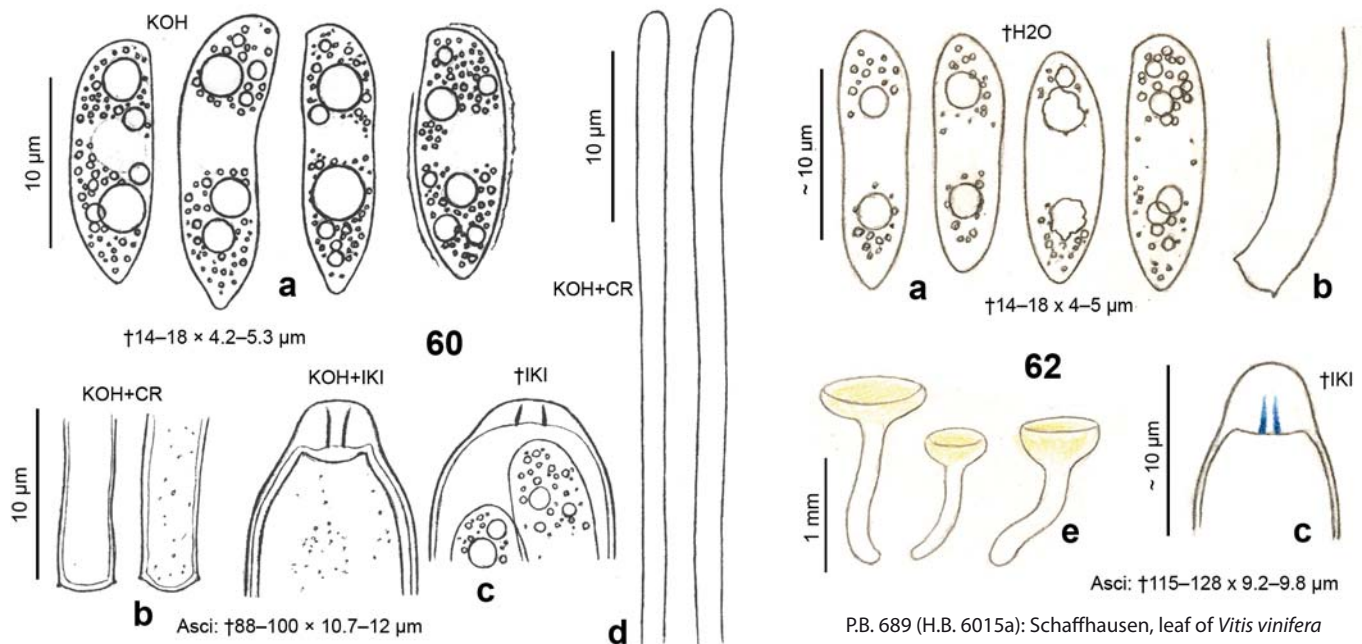 KOH
10 µm
a
†14–18 × 4.2–5.3 µm
60
10 µm
KOH+CR
KOH+CR
KOH+IKI
†IKI
10 µm
b
c
d
Asci: †88–100 × 10.7–12 µm
†H2O
~ 10 µm
a
b
†14–18 x 4–5 µm
62
†IKI
1 mm
e
~ 10 µm
c
Asci: †115–128 x 9.2–9.8 µm
P.B. 689 (H.B. 6015a): Schaffhausen, leaf of Vitis vinifera